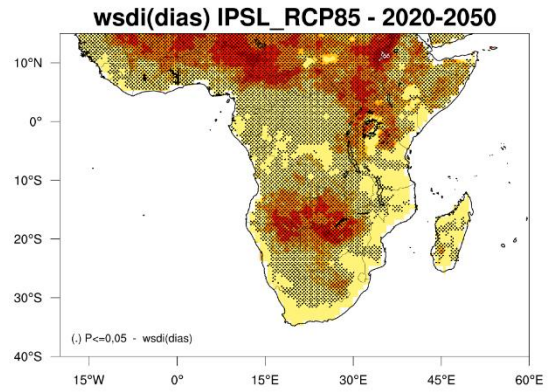 wsdi(dias) IPSL_RCP85 - 2020-2050
10°N
0°
10°S
20°S
30°S
(.) P<=0,05 - wsdi(dias)
40°S
15°W 0° 15°E 30°E 45°E 60°E